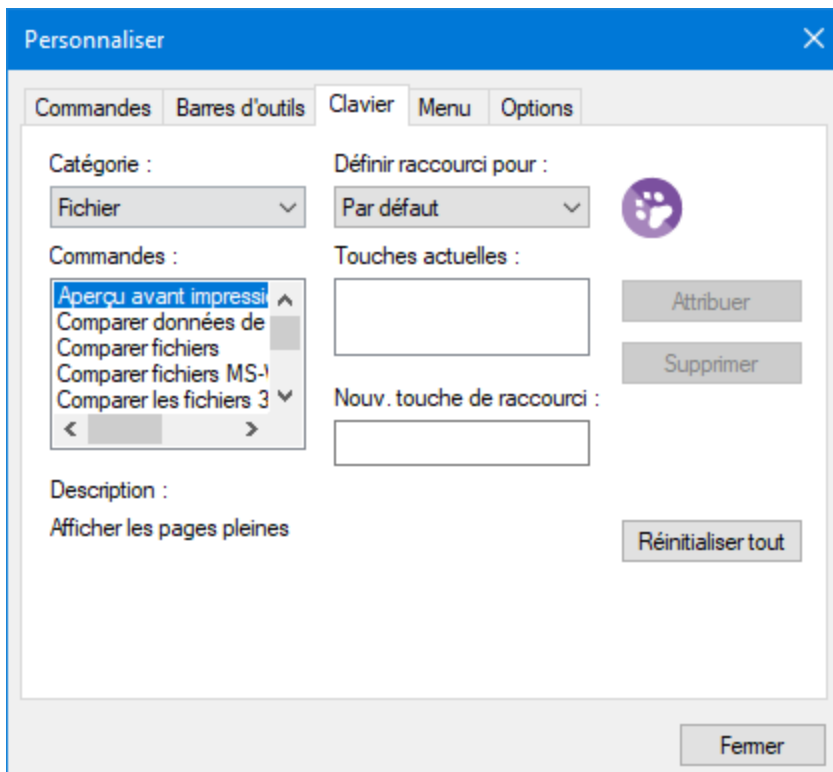 Personnaliser
Commandes Barres d'outils Clavier Menu Options
Catégorie :
Fichier
Commandes :
Aperçu avant impressi
Comparer données de
Comparer fichiers
Comparer fichiers MS-
Comparer les fichiers 3
Définir raccourci pour :
Par défaut
Touches actuelles :
Nouv. touche de raccourci :
Attribuer
Supprimer
Description :
Afficher les pages pleines
Réinitialiser tout
Fermer